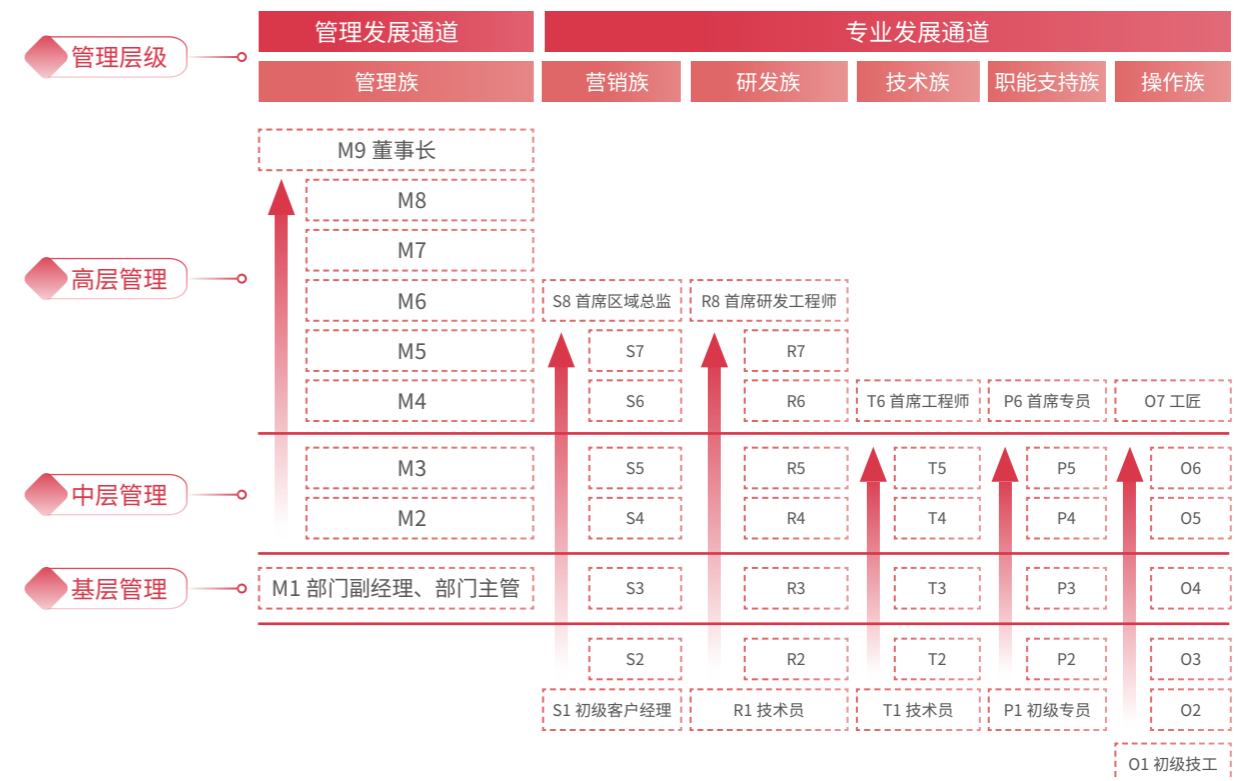 管理发展通道 专业发展通道
管理层级
管理族 营销族 研发族 技术族 职能支持族 操作族
M9 董事长
M8
M7
高层管理
M6 S8 首席区域总监 R8 首席研发工程师
M5 S7 R7
M4 S6 R6 T6 首席工程师 P6 首席专员 O7 工匠
M3 S5 R5 T5 P5 O6
中层管理
M2 S4 R4 T4 P4 O5
基层管理 M1 部门副经理、部门主管 S3 R3 T3 P3 O4
S2 R2 T2 P2 O3
S1 初级客户经理 R1 技术员 T1 技术员 P1 初级专员 O2
O1 初级技工